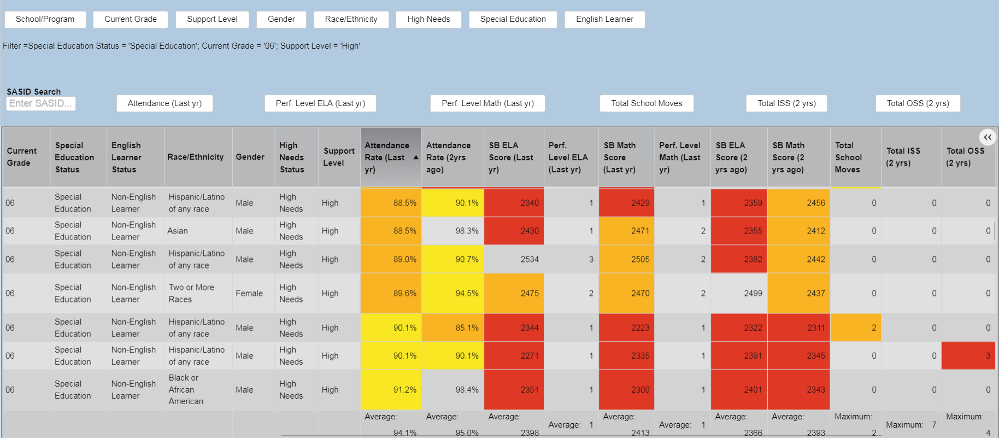 School/Program Current Grade Support Level Gender Race/Ethnicity High Needs Special Education English Learner
Filter =Special Education Status = 'Special Education'; Current Grade = '06'; Support Level = 'High'
SASID Search
Enter SASID... Attendance (Last yr) Perf. Level ELA (Last yr) Perf. Level Math (Last yr) Total School Moves Total ISS (2 yrs) Total OSS (2 yrs)
Current Grade Special Education Status English Learner Status Race/Ethnicity Gender High Needs Status Support Level Attendance Rate (Last yr) Attendance Rate (2yrs ago) SB ELA Score (Last yr) Perf. Level ELA (Last yr) SB Math Score (Last yr) Perf. Level Math (Last yr) SB ELA Score (2 yrs ago) SB Math Score (2 yrs ago) Total School Moves Total ISS (2 yrs) Total OSS (2 yrs)
06 Special Education Non-English Learner Hispanic/Latino of any race Male High Needs High 88.5% 90.1% 2340 1 2429 1 2359 2456 0 0 0
06 Special Education Non-English Learner Asian Male High Needs High 88.5% 98.3% 2430 1 2471 2 2355 2412 0 0 0
06 Special Education Non-English Learner Hispanic/Latino of any race Male High Needs High 89.0% 90.7% 2534 3 2505 2 2382 2442 0 0 0
06 Special Education Non-English Learner Two or More Races Female High Needs High 89.6% 94.5% 2475 2 2470 2 2499 2437 0 0 0
06 Special Education Non-English Learner Hispanic/Latino of any race Male High Needs High 90.1% 85.1% 2344 1 2223 1 2322 2311 2 0 0
06 Special Education Non-English Learner Hispanic/Latino of any race Male High Needs High 90.1% 90.1% 2271 1 2335 1 2391 2345 0 0 3
06 Special Education Non-English Learner Black or African American Male High Needs High 91.2% 98.4% 2351 1 2300 1 2401 2343 0 0 0
Average: 94.1% Average: 95.0% Average: 2398 Average: 1 Average: 2413 Average: 1 Average: 2366 Average: 2393 Maximum: 2 Maximum: 7 Maximum: 4